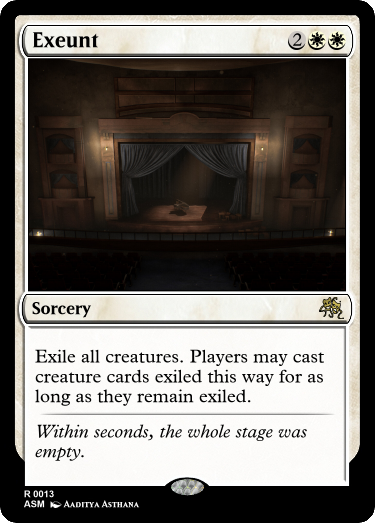 Exeunt 2
Sorcery
Exile all creatures. Players may cast
creature cards exiled this way for as
long as they remain exiled.
Within seconds, the whole stage was
empty.
R 0013
ASM Aaditya Asthana